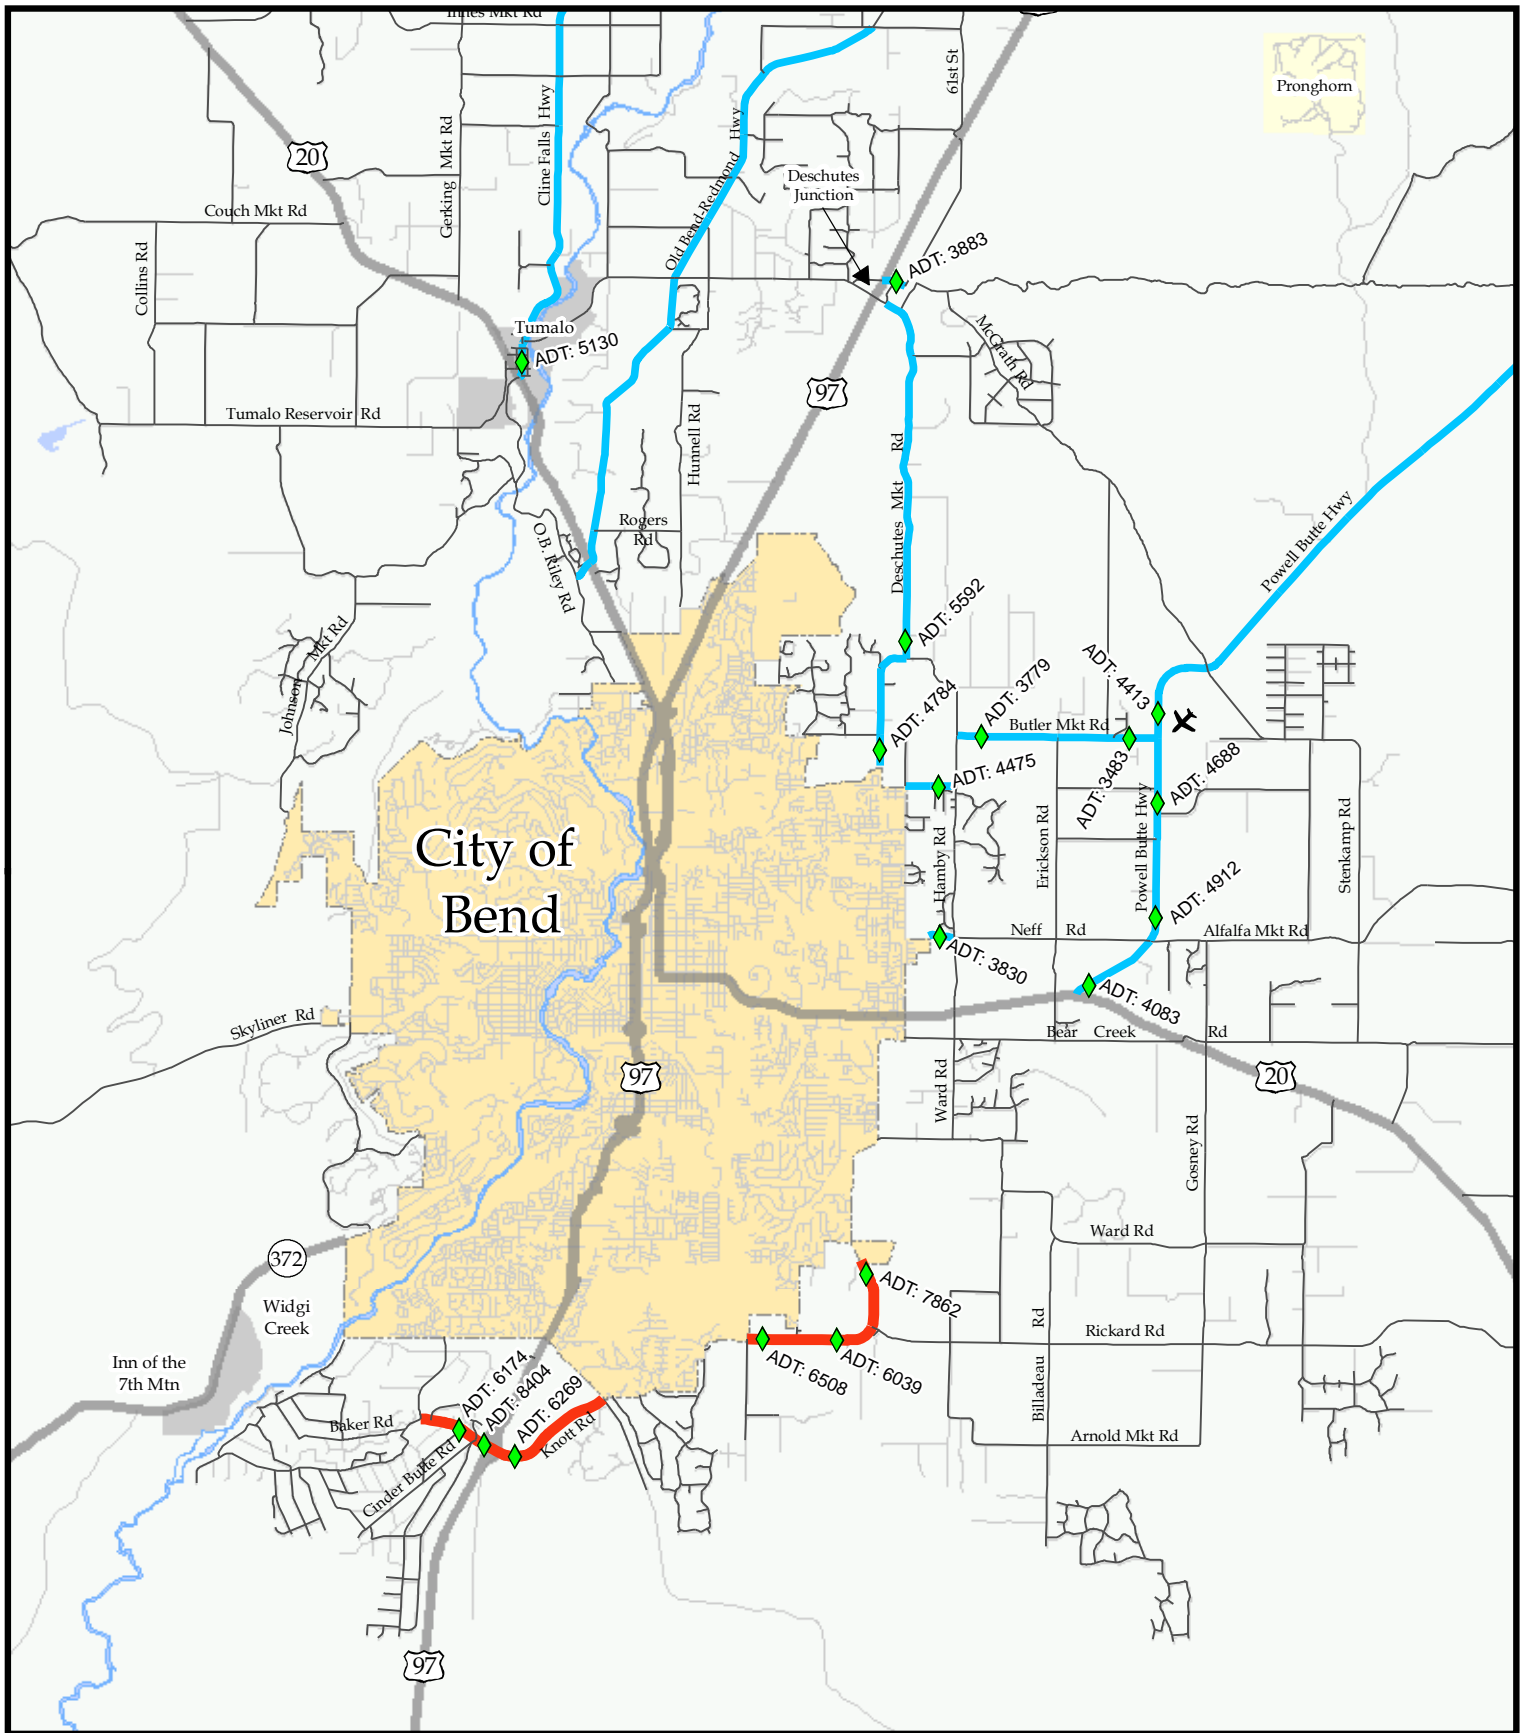 Innes Mkt Rd
Cline Falls Hwy
61st St
Pronghorn
Gerking Mkt Rd
Old Bend-Redmond Hwy
20
Deschutes
Junction
Couch Mkt Rd
Collins Rd
ADT: 3883
Tumalo
ADT: 5130
McGrath Rd
97
Tumalo Reservoir Rd
Hunnell Rd
Deschutes Mkt Rd
Powell Butte Hwy
Rogers
Rd
O.B. Riley Rd
ADT: 5592
Johnson Mkt Rd
ADT: 4784
ADT: 3779
ADT: 4413
Butler Mkt Rd
ADT: 4475
ADT: 3483
ADT: 4688
City of
Bend
Hamby Rd
Erickson Rd
Powell Butte Hwy
Stenkamp Rd
ADT: 4912
Neff Rd
Alfalfa Mkt Rd
ADT: 3830
ADT: 4083
Skyliner Rd
Bear Creek Rd
97
Ward Rd
20
Gosney Rd
Ward Rd
372
ADT: 7862
Widgi
Creek
Billadeau Rd
Rickard Rd
Inn of the
7th Mtn
ADT: 6174
ADT: 8404
ADT: 6269
ADT: 6508
ADT: 6039
Baker Rd
Knott Rd
Cinder Butte Rd
Arnold Mkt Rd
97